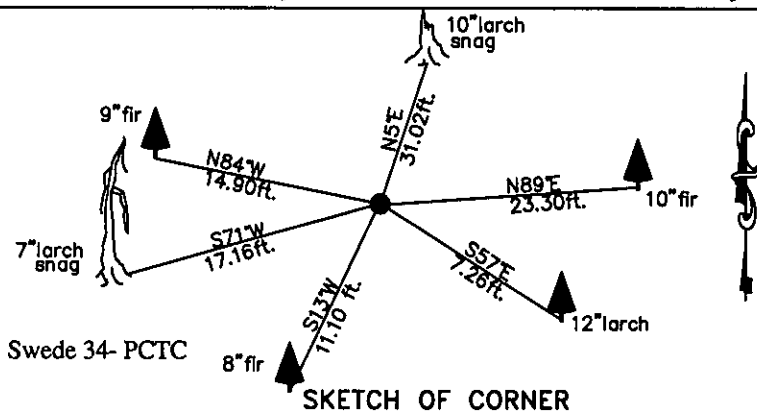 10"larch
snag
9"fir
N5°E
31.02ft.
N84°W
14.90ft.
N89°E
23.30ft.
10"fir
S71°W
17.16ft.
7"larch
snag
S57°E
7.26ft.
12"larch
S13°W
11.10 ft.
Swede 34- PCTC
8"fir
SKETCH OF CORNER